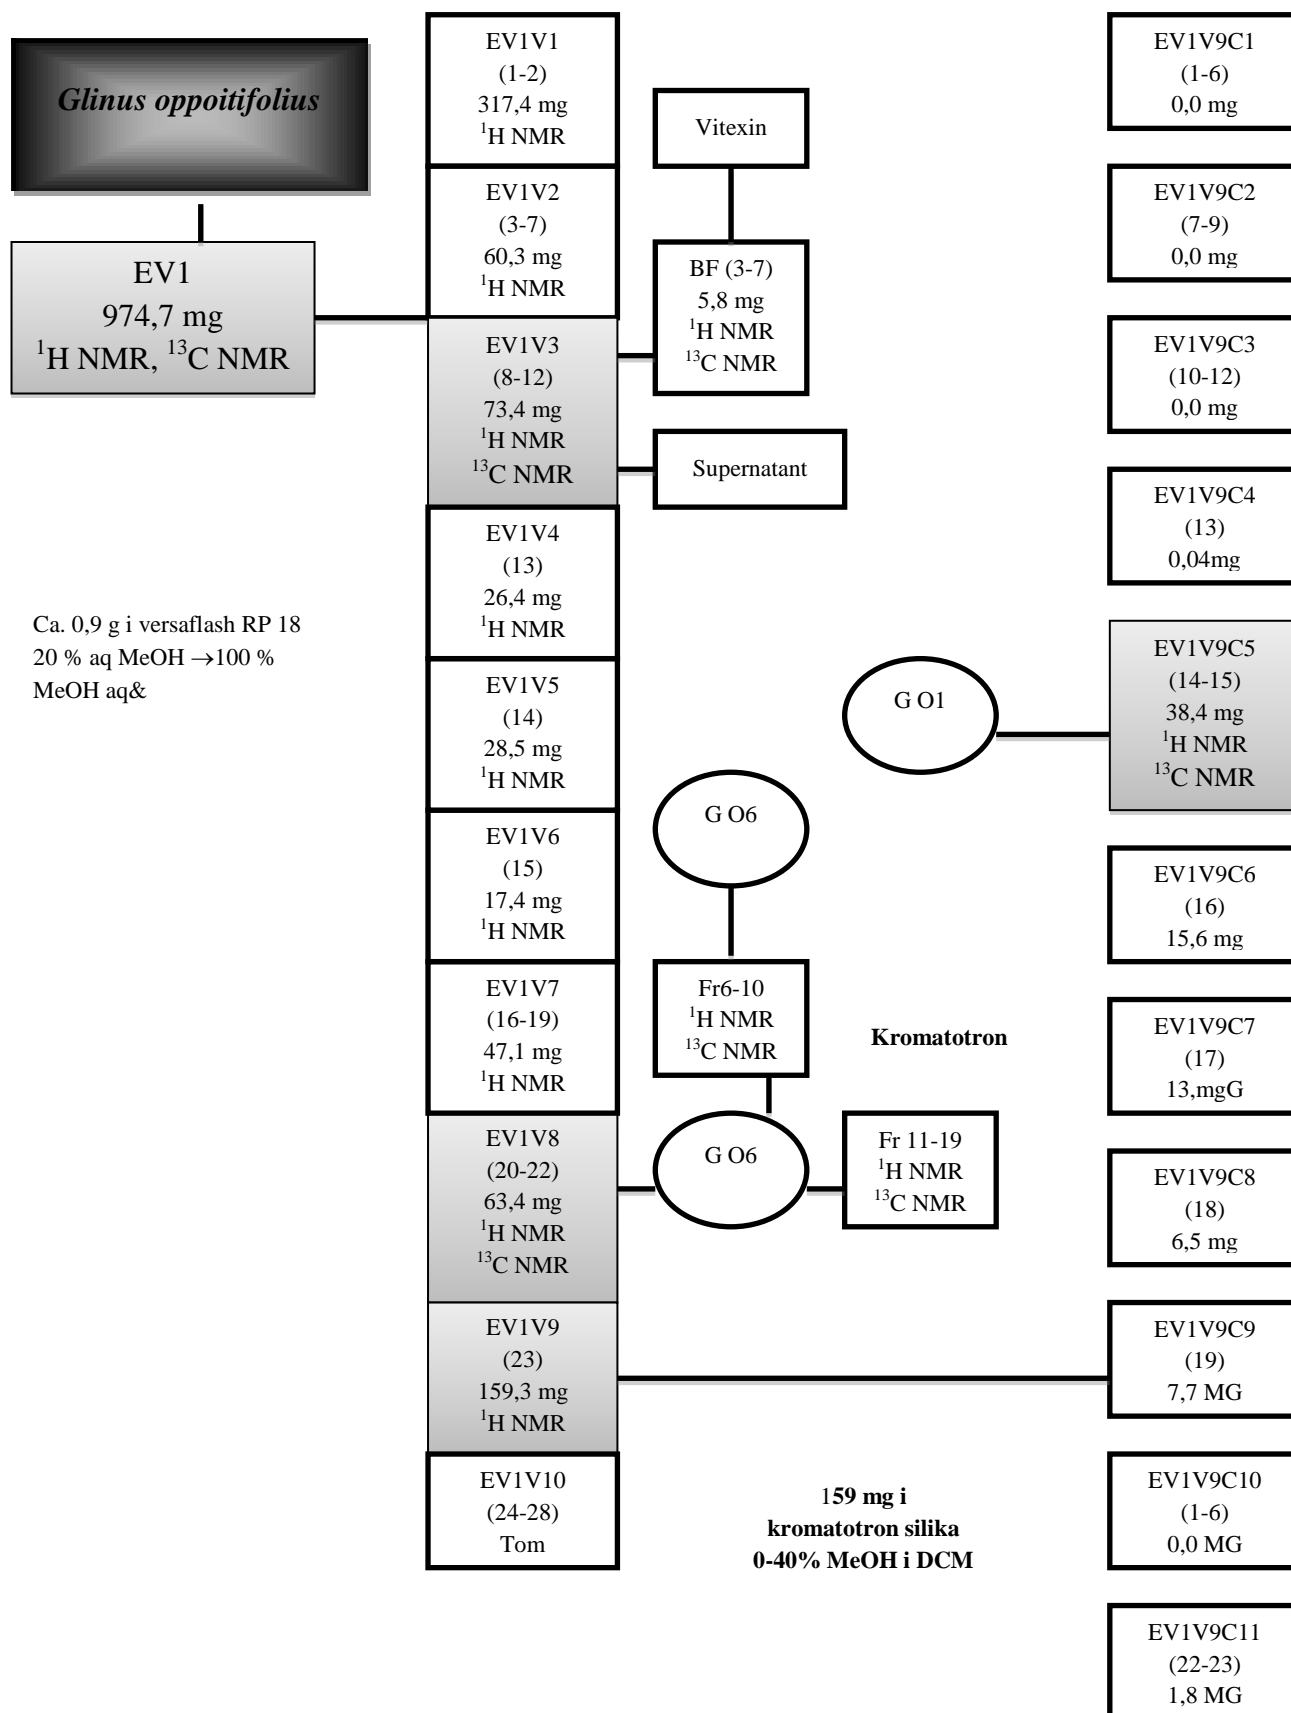 Glinus oppoitifolius
EV1
974,7 mg
¹H NMR, ¹³C NMR
Ca. 0,9 g i versaflash RP 18
20 % aq MeOH →100 %
MeOH aq&
EV1V1
(1-2)
317,4 mg
¹H NMR
EV1V2
(3-7)
60,3 mg
¹H NMR
EV1V3
(8-12)
73,4 mg
¹H NMR
¹³C NMR
EV1V4
(13)
26,4 mg
¹H NMR
EV1V5
(14)
28,5 mg
¹H NMR
EV1V6
(15)
17,4 mg
¹H NMR
EV1V7
(16-19)
47,1 mg
¹H NMR
EV1V8
(20-22)
63,4 mg
¹H NMR
¹³C NMR
EV1V9
(23)
159,3 mg
¹H NMR
EV1V10
(24-28)
Tom
Vitexin
BF (3-7)
5,8 mg
¹H NMR
¹³C NMR
Supernatant
G O6
Fr6-10
¹H NMR
¹³C NMR
G O6
Fr 11-19
¹H NMR
¹³C NMR
Kromatotron
G O1
159 mg i
kromatotron silika
0-40% MeOH i DCM
EV1V9C1
(1-6)
0,0 mg
EV1V9C2
(7-9)
0,0 mg
EV1V9C3
(10-12)
0,0 mg
EV1V9C4
(13)
0,04mg
EV1V9C5
(14-15)
38,4 mg
¹H NMR
¹³C NMR
EV1V9C6
(16)
15,6 mg
EV1V9C7
(17)
13,mgG
EV1V9C8
(18)
6,5 mg
EV1V9C9
(19)
7,7 MG
EV1V9C10
(1-6)
0,0 MG
EV1V9C11
(22-23)
1,8 MG